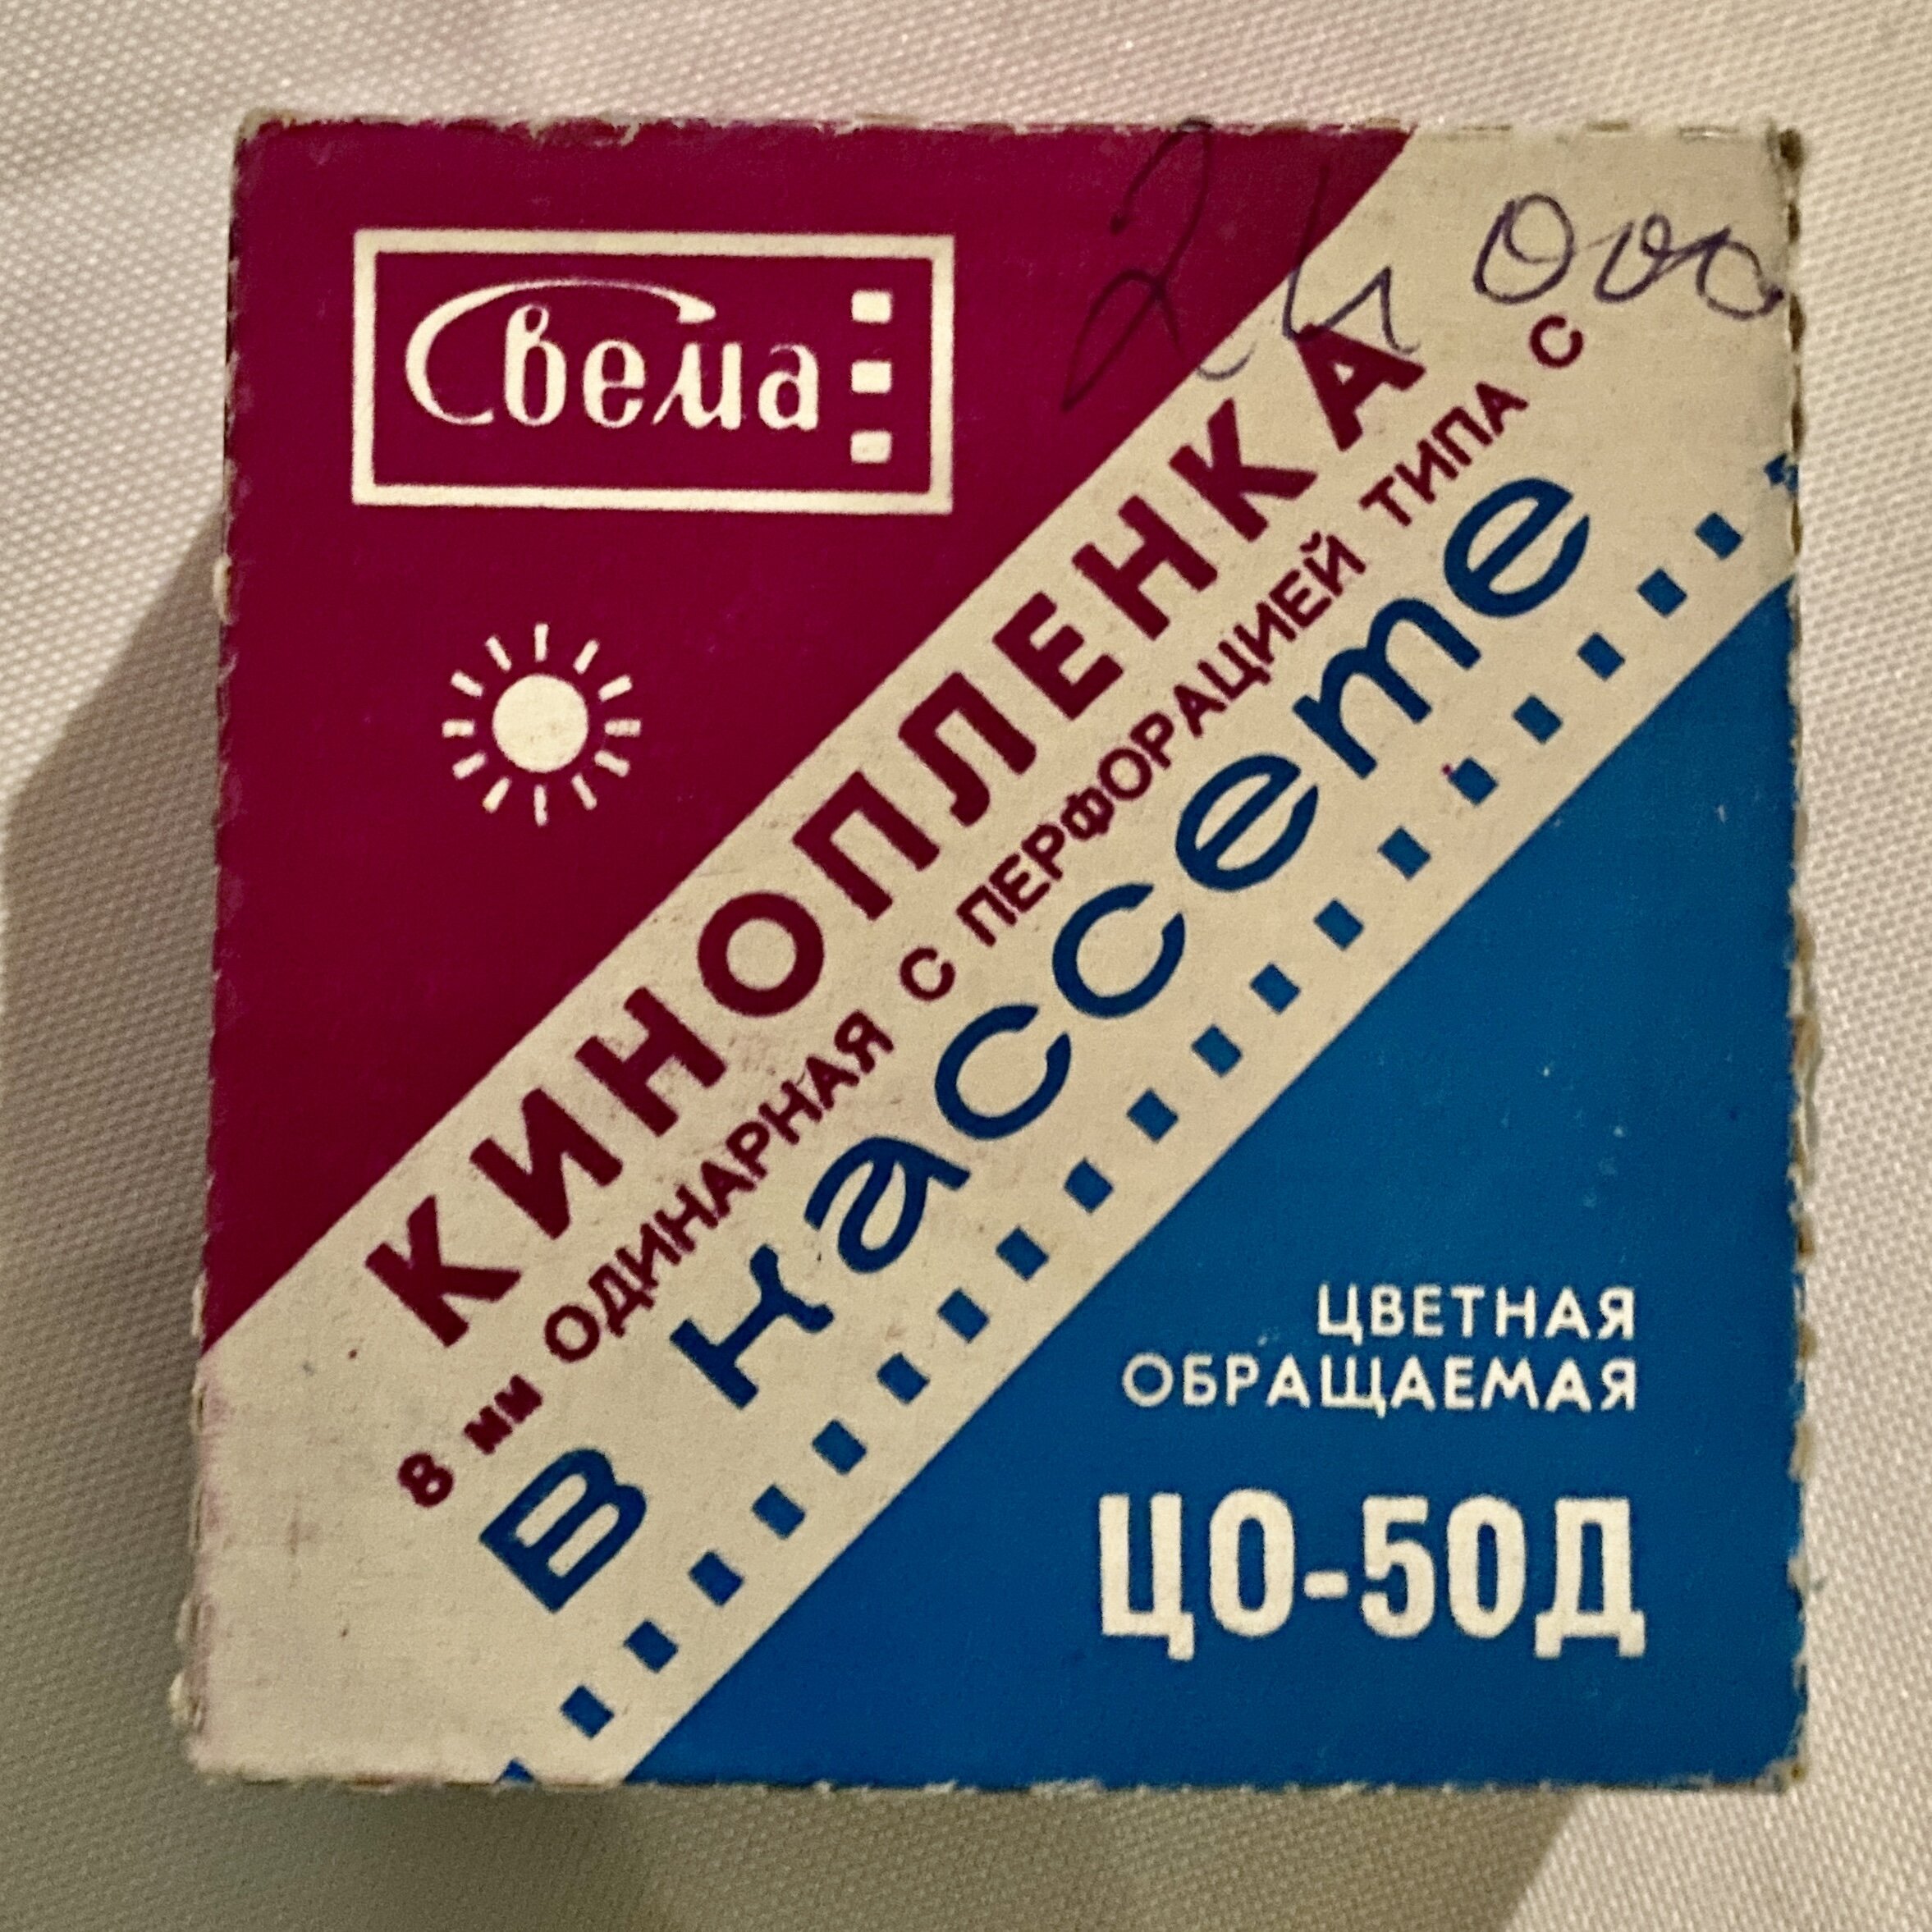 Свема
КИНОПЛЕНКА
8 мм ОДИНАРНАЯ С ПЕРФОРАЦИЕЙ ТИПА С
В кассете
ЦВЕТНАЯ
ОБРАЩАЕМАЯ
ЦО-50Д